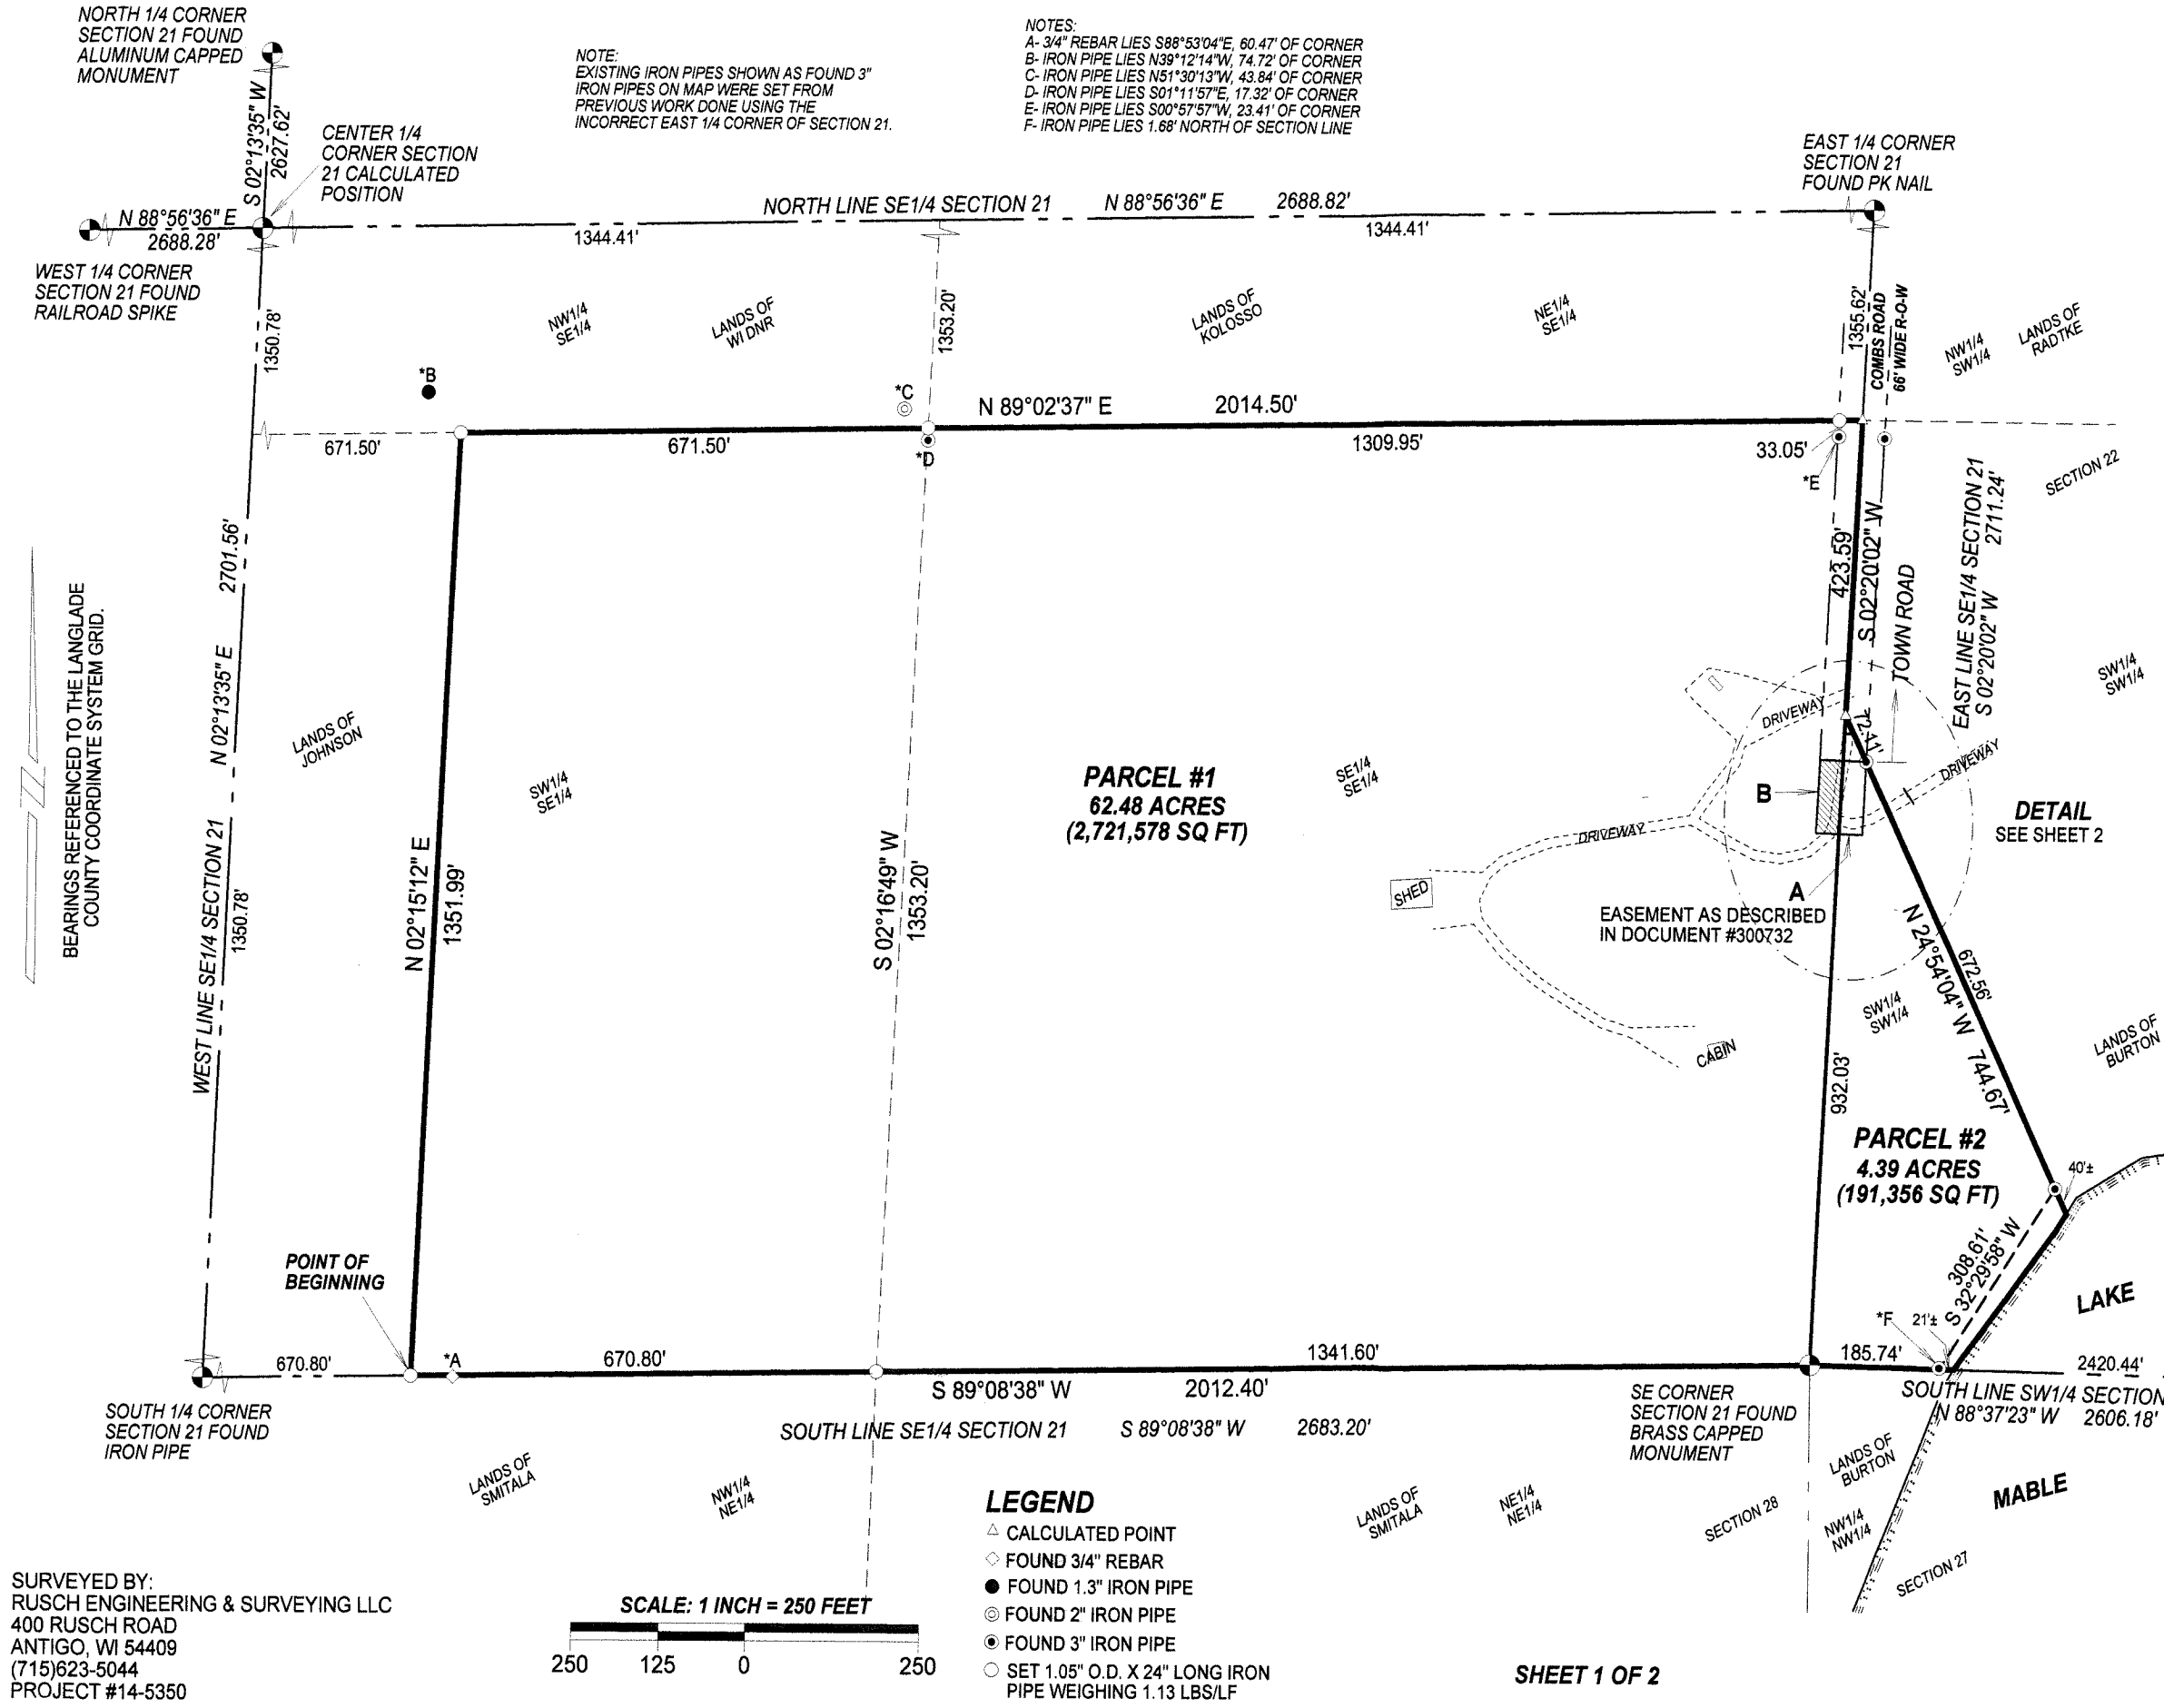 NORTH 1/4 CORNER
SECTION 21 FOUND
ALUMINUM CAPPED
MONUMENT
S 02°13'35" W
2627.62'
CENTER 1/4
CORNER SECTION
21 CALCULATED
POSITION
NOTE:
EXISTING IRON PIPES SHOWN AS FOUND 3"
IRON PIPES ON MAP WERE SET FROM
PREVIOUS WORK DONE USING THE
INCORRECT EAST 1/4 CORNER OF SECTION 21.
NOTES:
A- 3/4" REBAR LIES S88°53'04"E, 60.47' OF CORNER
B- IRON PIPE LIES N39°12'14"W, 74.72' OF CORNER
C- IRON PIPE LIES N51°30'13"W, 43.84' OF CORNER
D- IRON PIPE LIES S01°11'57"E, 17.32' OF CORNER
E- IRON PIPE LIES S00°57'57"W, 23.41' OF CORNER
F- IRON PIPE LIES 1.68' NORTH OF SECTION LINE
EAST 1/4 CORNER
SECTION 21
FOUND PK NAIL
N 88°56'36" E
2688.28'
WEST 1/4 CORNER
SECTION 21 FOUND
RAILROAD SPIKE
NORTH LINE SE1/4 SECTION 21 N 88°56'36" E 2688.82'
1344.41'
1344.41'
1350.78'
NW1/4
SE1/4
LANDS OF
WI DNR
1353.20'
LANDS OF
KOLOSSO
NE1/4
SE1/4
1355.62'
COMBS ROAD
66' WIDE R-O-W
NW1/4
SW1/4
LANDS OF
RADTKE
*B
*C
N 89°02'37" E 2014.50'
671.50'
671.50'
*D
1309.95'
33.05'
*E
SECTION 22
423.59'
S 02°20'02" W
TOWN ROAD
EAST LINE SE1/4 SECTION 21
S 02°20'02" W 2711.24'
SW1/4
SW1/4
BEARINGS REFERENCED TO THE LANGLADE
COUNTY COORDINATE SYSTEM GRID.
N
WEST LINE SE1/4 SECTION 21 N 02°13'35" E 2701.56'
1350.78'
LANDS OF
JOHNSON
SW1/4
SE1/4
N 02°15'12" E
1351.99'
S 02°16'49" W
1353.20'
PARCEL #1
62.48 ACRES
(2,721,578 SQ FT)
SE1/4
SE1/4
DRIVEWAY
72.11'
DRIVEWAY
B
DRIVEWAY
DETAIL
SEE SHEET 2
SHED
A
EASEMENT AS DESCRIBED
IN DOCUMENT #300732
N 24°54'04" W 744.67'
672.56'
SW1/4
SW1/4
LANDS OF
BURTON
CABIN
932.03'
PARCEL #2
4.39 ACRES
(191,356 SQ FT)
40'±
308.61'
S 32°29'58" W
LAKE
*F
21'±
POINT OF
BEGINNING
670.80'
*A
670.80'
1341.60'
185.74'
2420.44'
S 89°08'38" W 2012.40'
SOUTH LINE SE1/4 SECTION 21 S 89°08'38" W 2683.20'
SOUTH 1/4 CORNER
SECTION 21 FOUND
IRON PIPE
SE CORNER
SECTION 21 FOUND
BRASS CAPPED
MONUMENT
SOUTH LINE SW1/4 SECTION
N 88°37'23" W 2606.18'
LANDS OF
BURTON
MABLE
LANDS OF
SMITALA
NW1/4
NE1/4
LANDS OF
SMITALA
NE1/4
NE1/4
SECTION 28
NW1/4
NW1/4
SECTION 27
LEGEND
CALCULATED POINT
FOUND 3/4" REBAR
FOUND 1.3" IRON PIPE
FOUND 2" IRON PIPE
FOUND 3" IRON PIPE
SET 1.05" O.D. X 24" LONG IRON
PIPE WEIGHING 1.13 LBS/LF
SURVEYED BY:
RUSCH ENGINEERING & SURVEYING LLC
400 RUSCH ROAD
ANTIGO, WI 54409
(715)623-5044
PROJECT #14-5350
SCALE: 1 INCH = 250 FEET
250 125 0 250
SHEET 1 OF 2